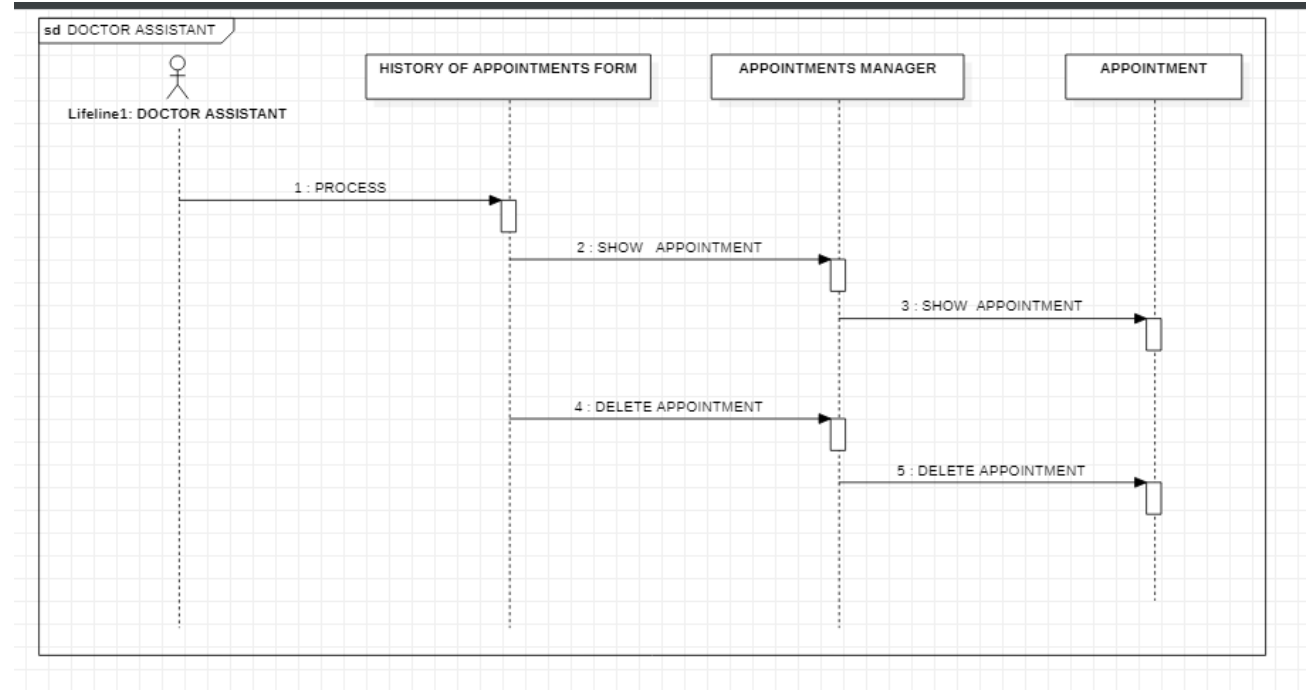 sd DOCTOR ASSISTANT
HISTORY OF APPOINTMENTS FORM
APPOINTMENTS MANAGER
APPOINTMENT
Lifeline1: DOCTOR ASSISTANT
1 : PROCESS
2 : SHOW APPOINTMENT
3 : SHOW APPOINTMENT
4 : DELETE APPOINTMENT
5 : DELETE APPOINTMENT